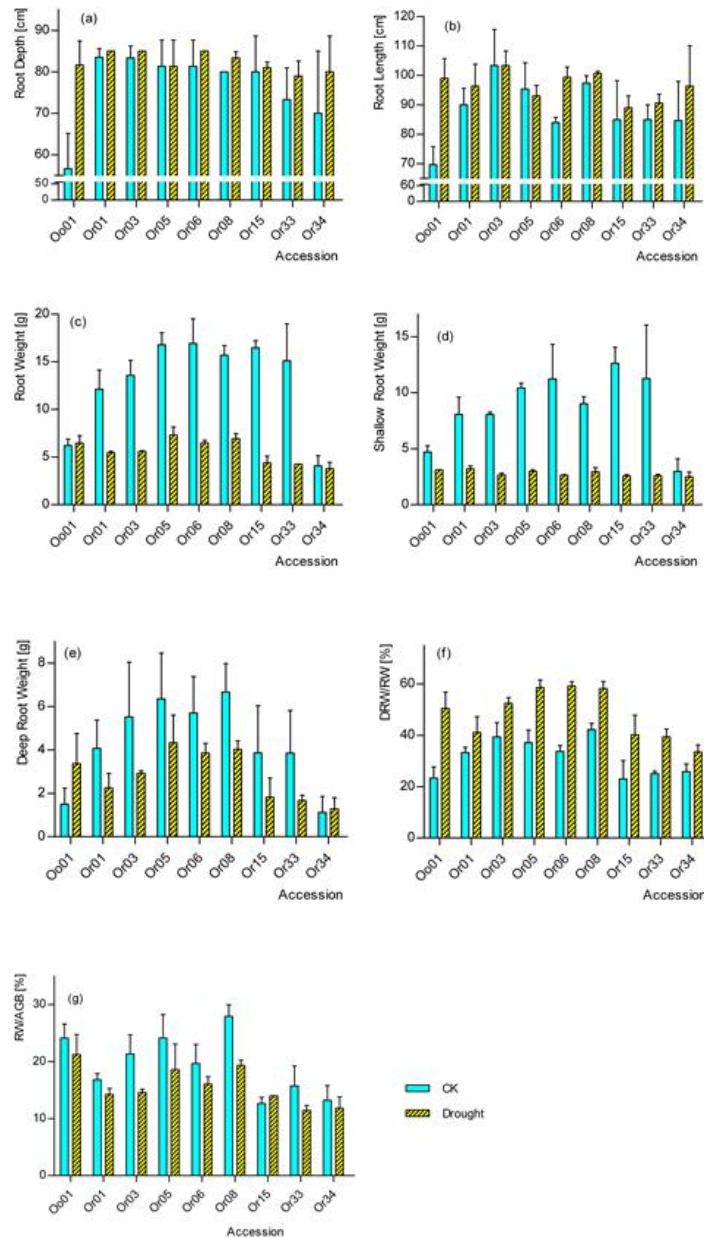 (a)
Root Depth [cm]
90
80
70
60
50
0
Oo01 Or01 Or03 Or05 Or06 Or08 Or15 Or33 Or34
Accession
(b)
Root Length [cm]
120
110
100
90
80
70
60
0
Oo01 Or01 Or03 Or05 Or06 Or08 Or15 Or33 Or34
Accession
(c)
Root Weight [g]
20
15
10
5
0
Oo01 Or01 Or03 Or05 Or06 Or08 Or15 Or33 Or34
Accession
(d)
Shallow Root Weight [g]
15
10
5
0
Oo01 Or01 Or03 Or05 Or06 Or08 Or15 Or33 Or34
Accession
(e)
Deep Root Weight [g]
8
6
4
2
0
Oo01 Or01 Or03 Or05 Or06 Or08 Or15 Or33 Or34
Accession
(f)
DRW/RW [%]
60
40
20
0
Oo01 Or01 Or03 Or05 Or06 Or08 Or15 Or33 Or34
Accession
(g)
RW/AGB [%]
30
20
10
0
Oo01 Or01 Or03 Or05 Or06 Or08 Or15 Or33 Or34
Accession
CK
Drought